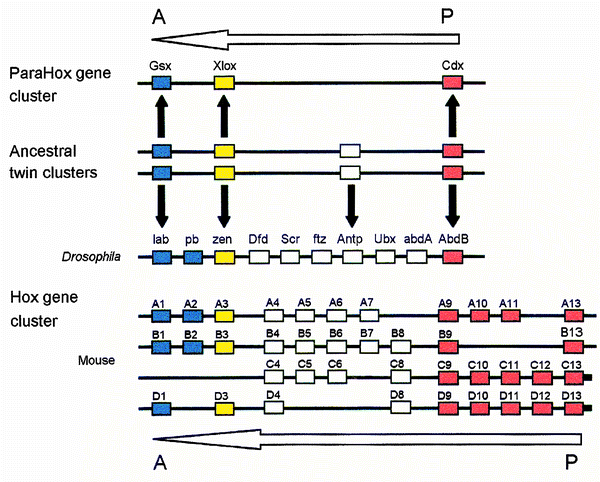 A P
Gsx Xlox Cdx
ParaHox gene
cluster
Ancestral
twin clusters
lab pb zen Dfd Scr ftz Antp Ubx abdA AbdB
Drosophila
Hox gene
cluster
A1 A2 A3 A4 A5 A6 A7 A9 A10 A11 A13
B1 B2 B3 B4 B5 B6 B7 B8 B9 B13
Mouse
C4 C5 C6 C8 C9 C10 C11 C12 C13
D1 D3 D4 D8 D9 D10 D11 D12 D13
A P